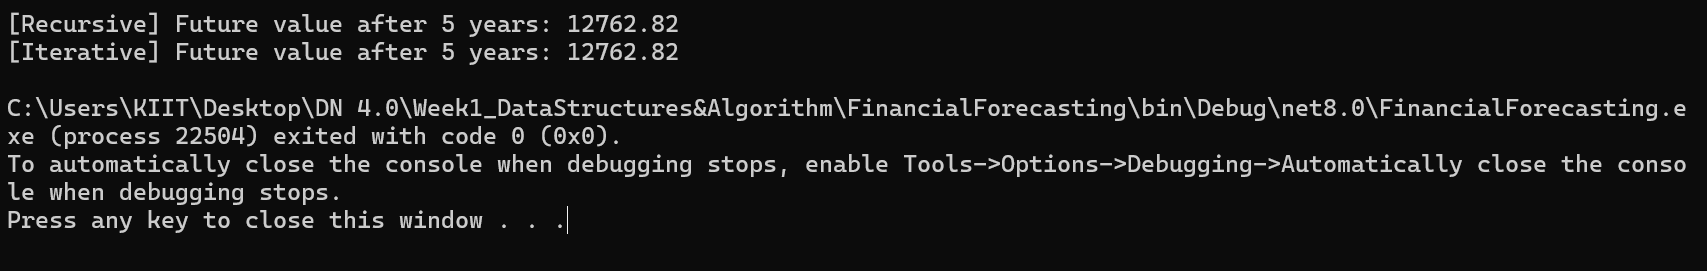 [Recursive] Future value after 5 years: 12762.82
[Iterative] Future value after 5 years: 12762.82
C:\Users\KIIT\Desktop\DN 4.0\Week1_DataStructures&Algorithm\FinancialForecasting\bin\Debug\net8.0\FinancialForecasting.e
xe (process 22504) exited with code 0 (0x0).
To automatically close the console when debugging stops, enable Tools->Options->Debugging->Automatically close the conso
le when debugging stops.
Press any key to close this window . . .